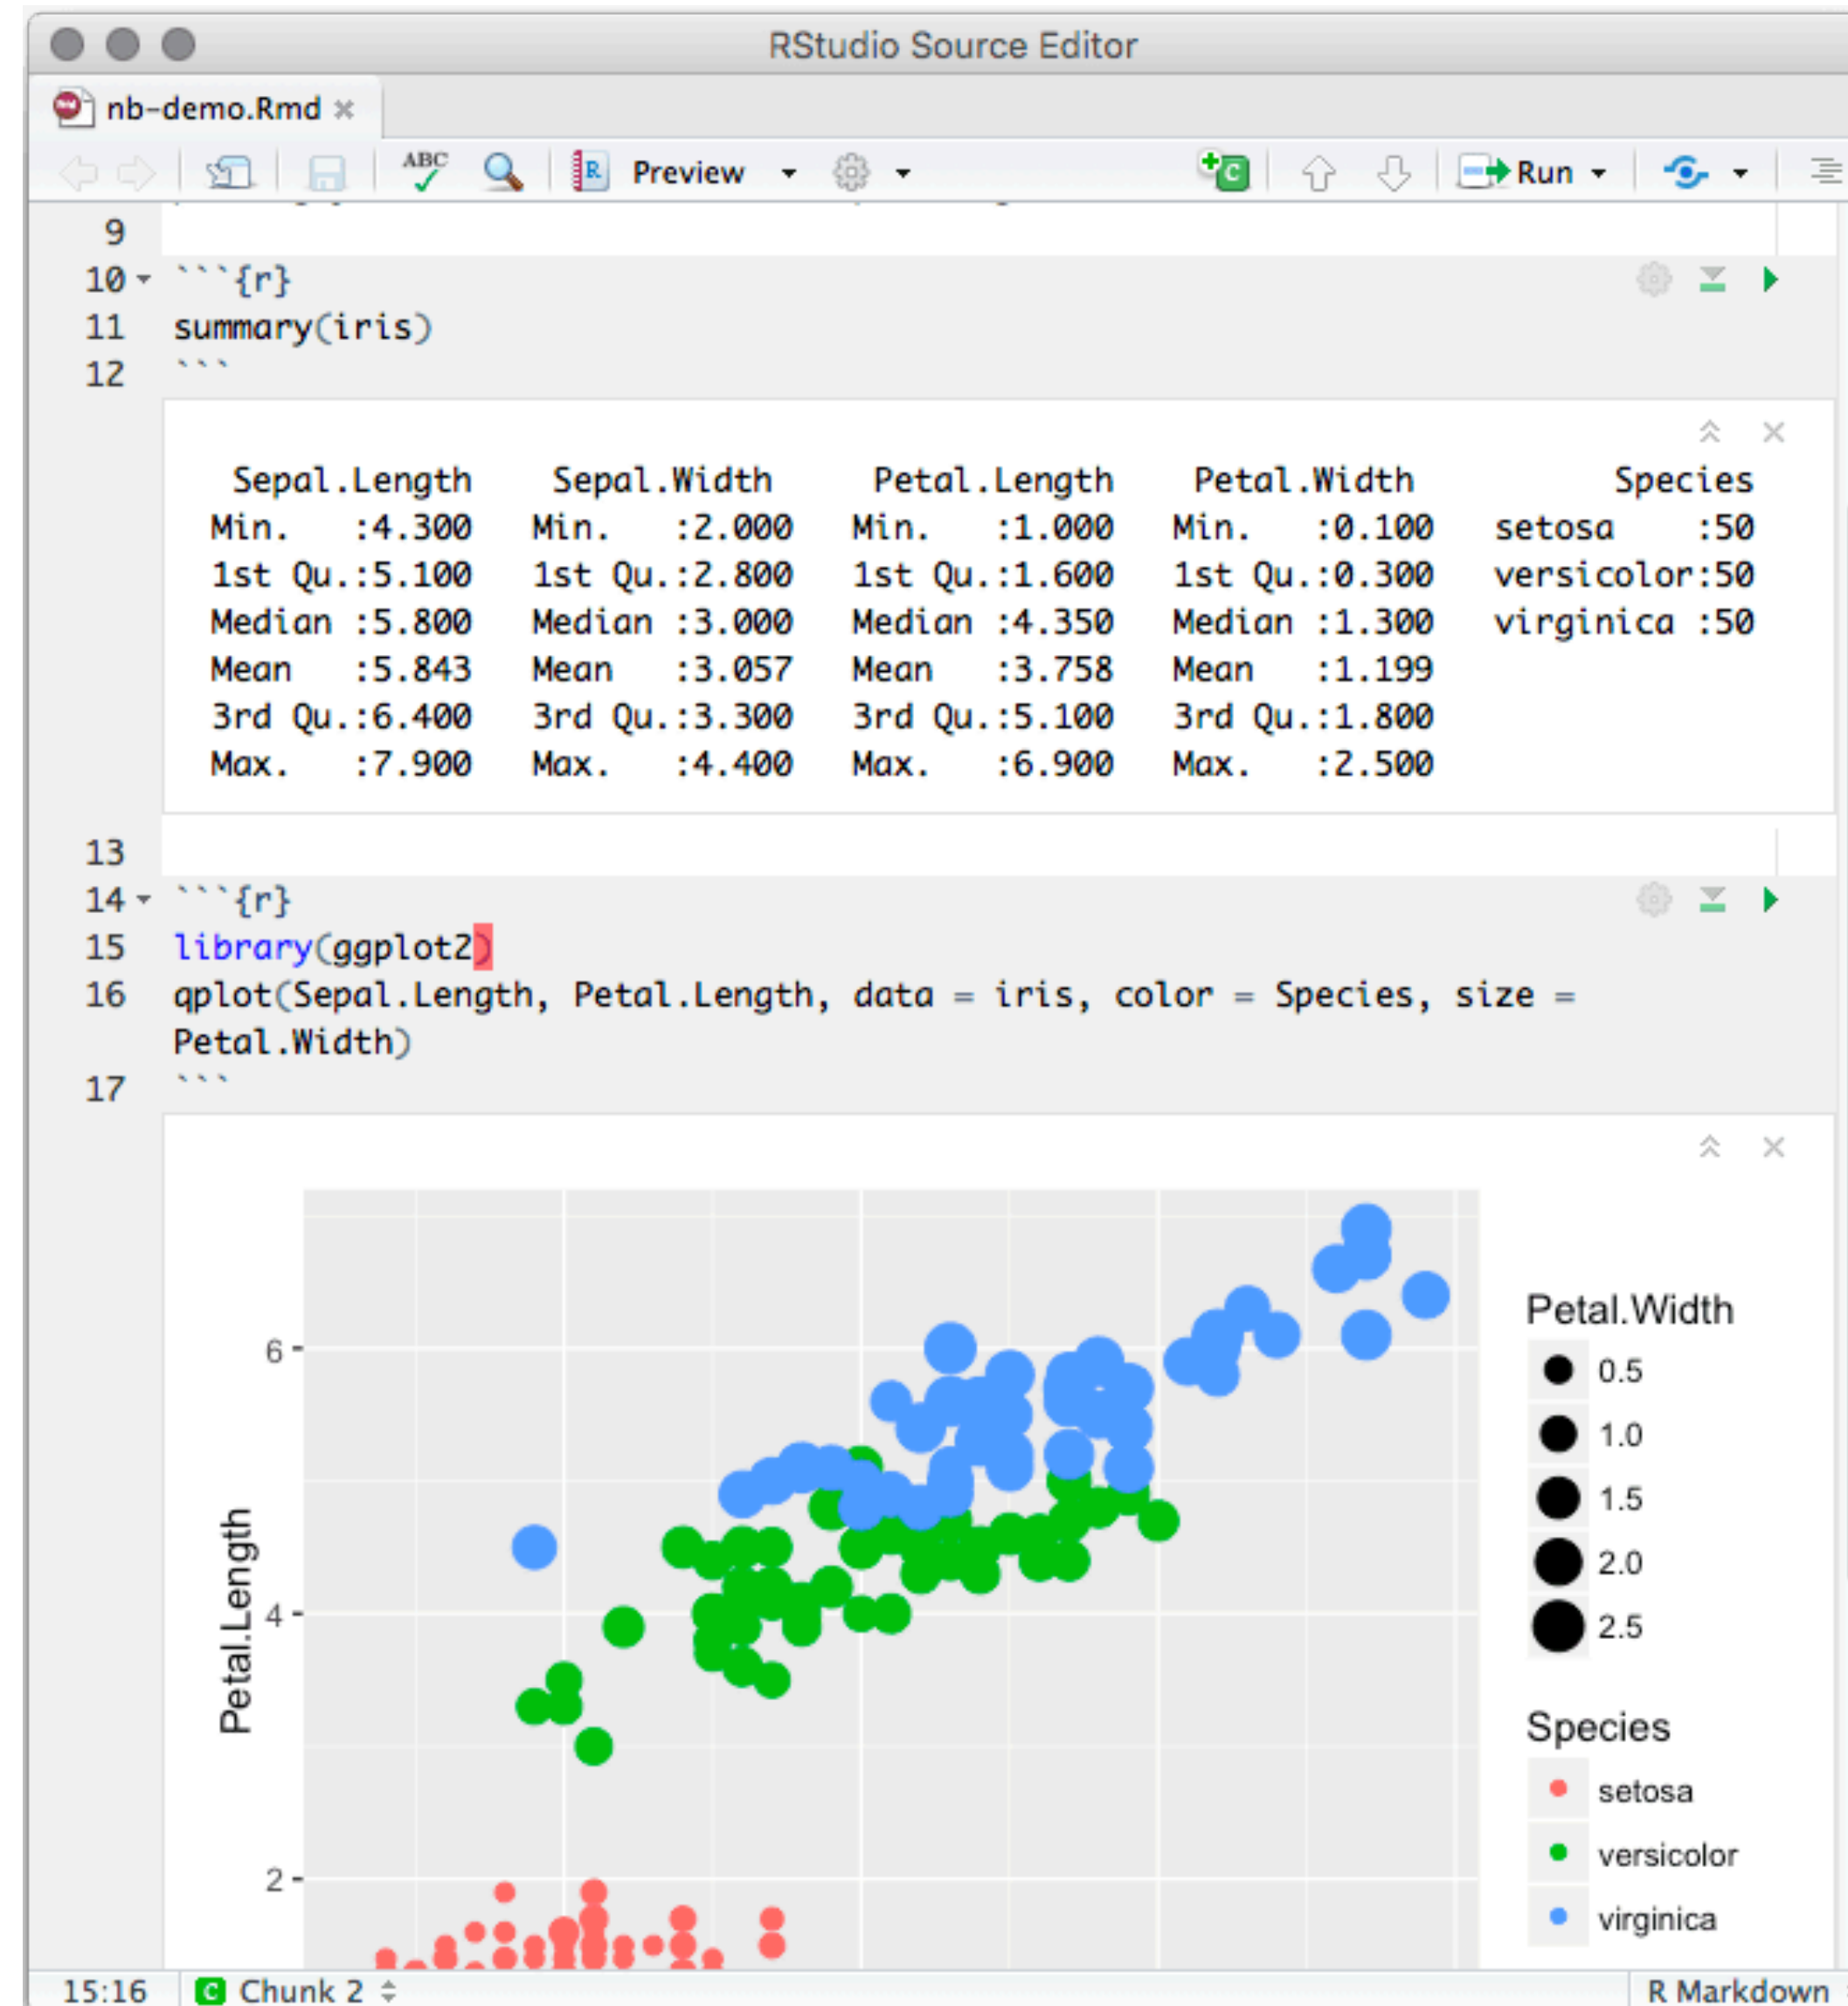 RStudio Source Editor
nb-demo.Rmd
ABC Preview Run
9
10 ```{r}
11 summary(iris)
12 ```
Sepal.Length Sepal.Width Petal.Length Petal.Width Species
Min. :4.300 Min. :2.000 Min. :1.000 Min. :0.100 setosa :50
1st Qu.:5.100 1st Qu.:2.800 1st Qu.:1.600 1st Qu.:0.300 versicolor:50
Median :5.800 Median :3.000 Median :4.350 Median :1.300 virginica :50
Mean :5.843 Mean :3.057 Mean :3.758 Mean :1.199
3rd Qu.:6.400 3rd Qu.:3.300 3rd Qu.:5.100 3rd Qu.:1.800
Max. :7.900 Max. :4.400 Max. :6.900 Max. :2.500
13
14 ```{r}
15 library(ggplot2)
16 qplot(Sepal.Length, Petal.Length, data = iris, color = Species, size =
Petal.Width)
17 ```
Petal.Length
6
4
2
Petal.Width
0.5
1.0
1.5
2.0
2.5
Species
setosa
versicolor
virginica
15:16 C Chunk 2 R Markdown